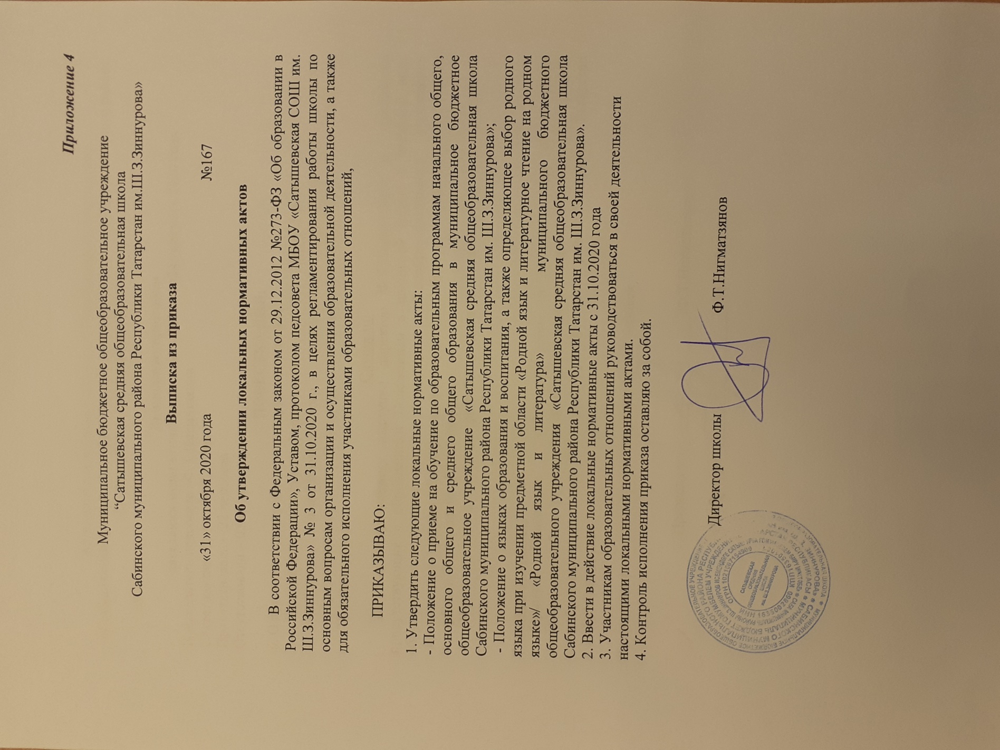 Приложение 4
Муниципальное бюджетное общеобразовательное учреждение
“Сатышевская средняя общеобразовательная школа
Сабинского муниципального района Республики Татарстан им.Ш.З.Зиннурова»
Выписка из приказа
«31» октября 2020 года №167
Об утверждении локальных нормативных актов
В соответствии с Федеральным законом от 29.12.2012 №273-ФЗ «Об образовании в
Российской Федерации», Уставом, протоколом педсовета МБОУ «Сатышевская СОШ им.
Ш.З.Зиннурова» № 3 от 31.10.2020 г., в целях регламентирования работы школы по
основным вопросам организации и осуществления образовательной деятельности, а также
для обязательного исполнения участниками образовательных отношений,
ПРИКАЗЫВАЮ:
1. Утвердить следующие локальные нормативные акты:
- Положение о приеме на обучение по образовательным программам начального общего,
основного общего и среднего общего образования в муниципальное бюджетное
общеобразовательное учреждение «Сатышевская средняя общеобразовательная школа
Сабинского муниципального района Республики Татарстан им. Ш.З.Зиннурова»;
- Положение о языках образования и воспитания, а также определяющее выбор родного
языка при изучении предметной области «Родной язык и литературное чтение на родном
языке»/ «Родной язык и литература» муниципального бюджетного
общеобразовательного учреждения «Сатышевская средняя общеобразовательная школа
Сабинского муниципального района Республики Татарстан им. Ш.З.Зиннурова».
2. Ввести в действие локальные нормативные акты с 31.10.2020 года
3. Участникам образовательных отношений руководствоваться в своей деятельности
настоящими локальными нормативными актами.
4. Контроль исполнения приказа оставляю за собой.
Директор школы Ф.Т.Нигматзянов
САТЫШЕВСКАЯ
СРЕДНЯЯ
ОБЩЕОБРАЗОВАТЕЛЬНАЯ
ШКОЛА
им. Ш.З.ЗИННУРОВА